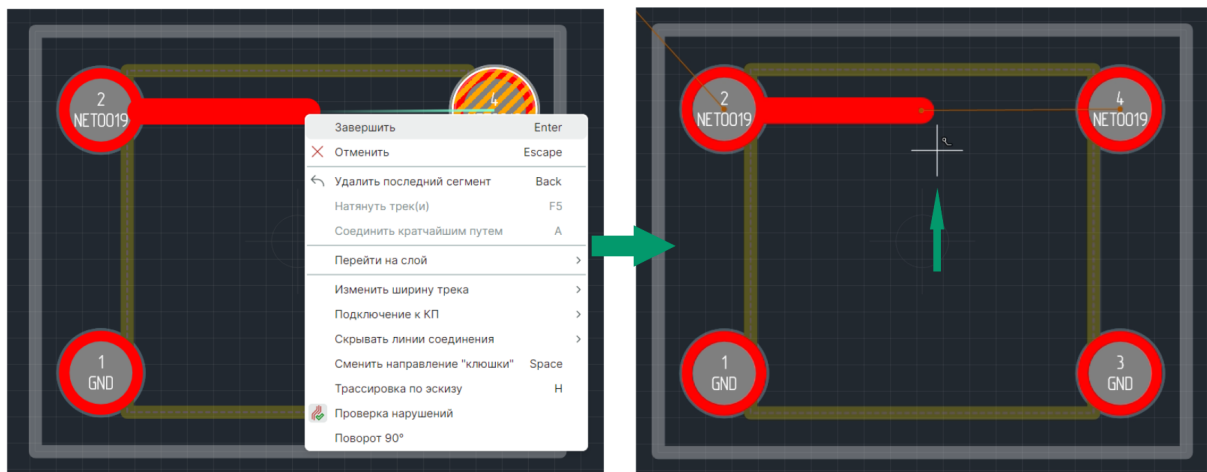 2
NET0019
4
Завершить Enter
Отменить Escape
Удалить последний сегмент Back
Натянуть трек(и) F5
Соединить кратчайшим путем A
Перейти на слой
Изменить ширину трека
Подключение к КП
Скрывать линии соединения
Сменить направление "клюшки" Space
Трассировка по эскизу H
Проверка нарушений
Поворот 90°
1
GND
2
NET0019
4
NET0019
1
GND
3
GND